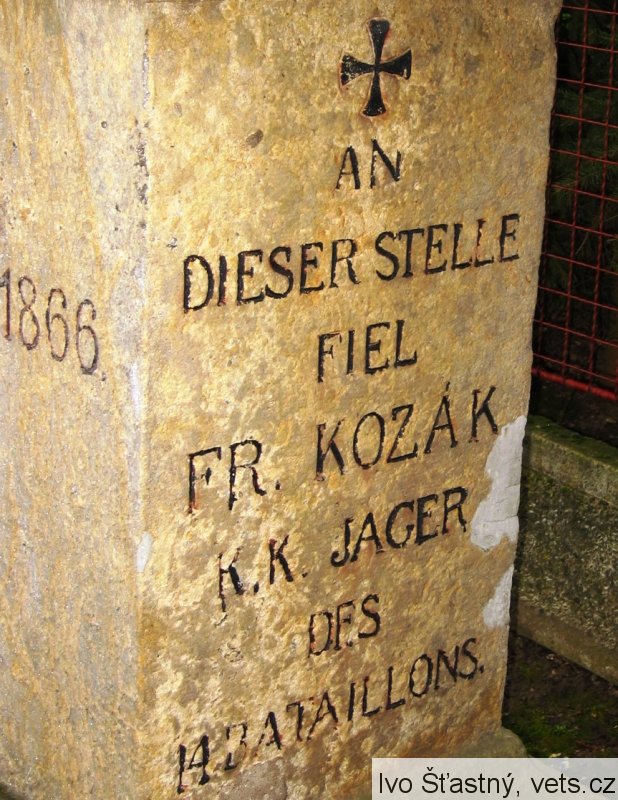 1866.
AN
DIESER STELLE
FIEL
FR. KOZÁK
K.K. JAGER
DES
14.BATAILLONS.
Ivo Šťastný, vets.cz